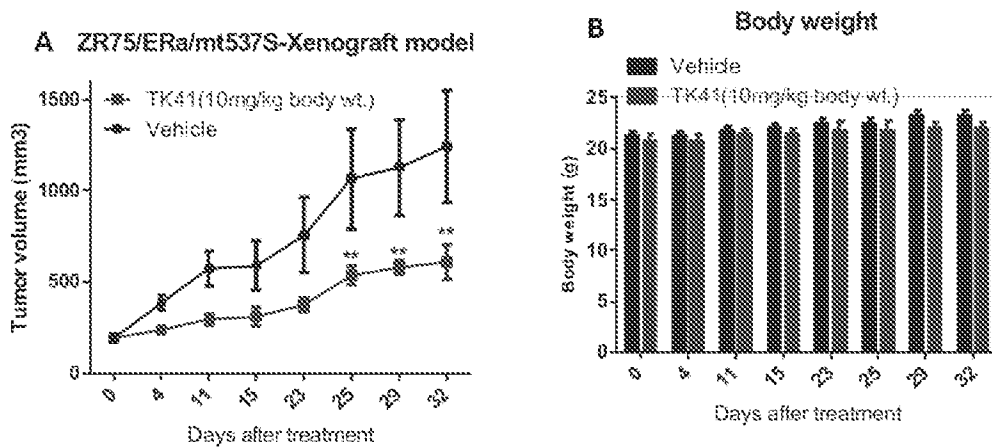 A ZR75/ERa/mt537S-Xenograft model
TK41(10mg/kg body wt.)
Vehicle
Tumor volume (mm3)
1500
1000
500
0
** ** **
0 4 11 15 23 25 29 32
Days after treatment
B Body weight
Vehicle
TK41(10mg/kg body wt.)
Body weight (g)
25
20
15
10
5
0
0 4 11 15 23 25 29 32
Days after treatment